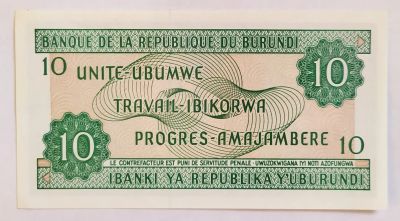 BANQUE DE LA REPUBLIQUE DU BURUNDI
10 UNITE-UBUMWE 10
TRAVAIL-IBIKORWA
PROGRES-AMAJAMBERE 10
10
LE CONTREFACTEUR EST PUNI DE SERVITUDE PENALE - UWUZOKWIGANA IYI NOTI AZOFUNGWA
IBANKI YA REPUBLIKA Y'UBURUNDI